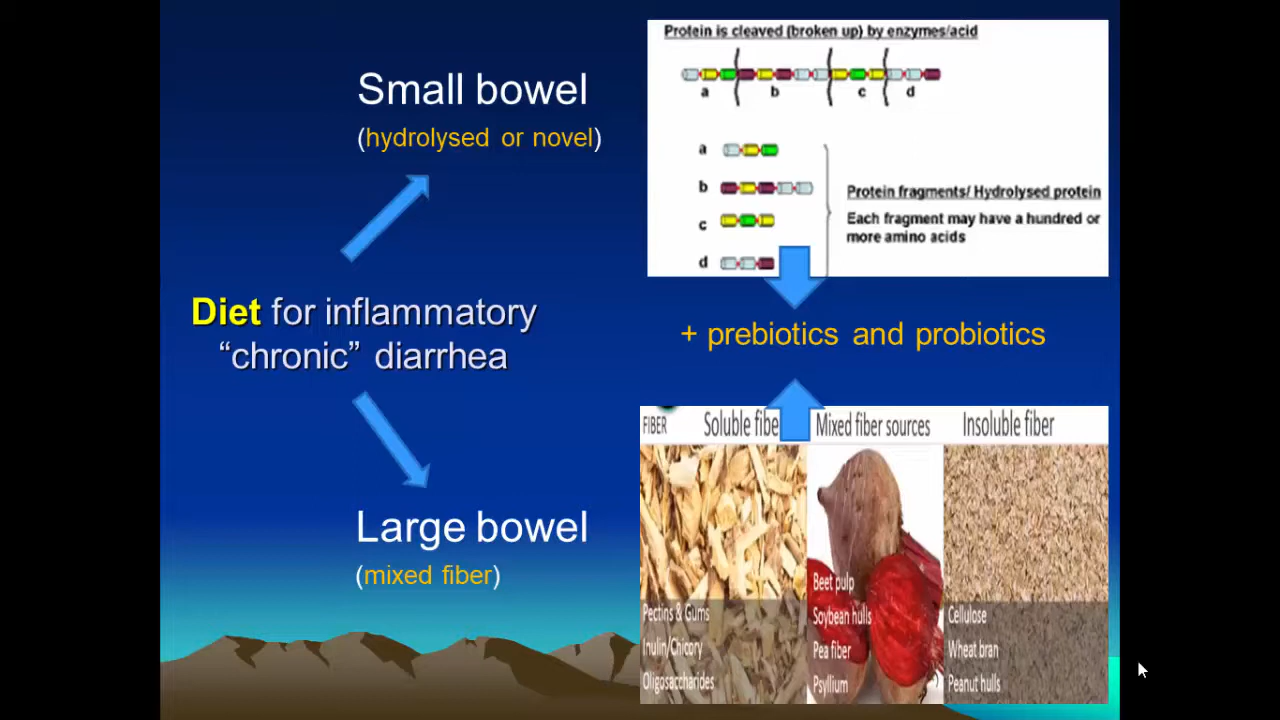 Small bowel
(hydrolysed or novel)
Diet for inflammatory
“chronic” diarrhea
Large bowel
(mixed fiber)
Protein is cleaved (broken up) by enzymes/acid
a b c d
a
b
c
d
Protein fragments/ Hydrolysed protein
Each fragment may have a hundred or
more amino acids
+ prebiotics and probiotics
FIBER Soluble fibe Mixed fiber sources Insoluble fiber
Pectins & Gums
Inulin/Chicory
Oligosaccharides
Beet pulp
Soybean hulls
Pea fiber
Psyllium
Cellulose
Wheat bran
Peanut hulls